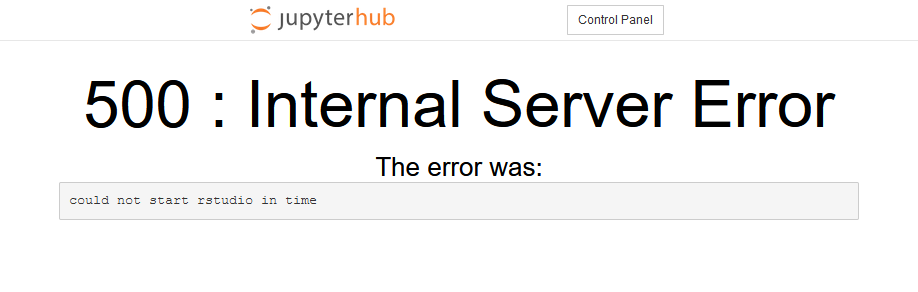 jupyterhub
Control Panel
500 : Internal Server Error
The error was:
could not start rstudio in time